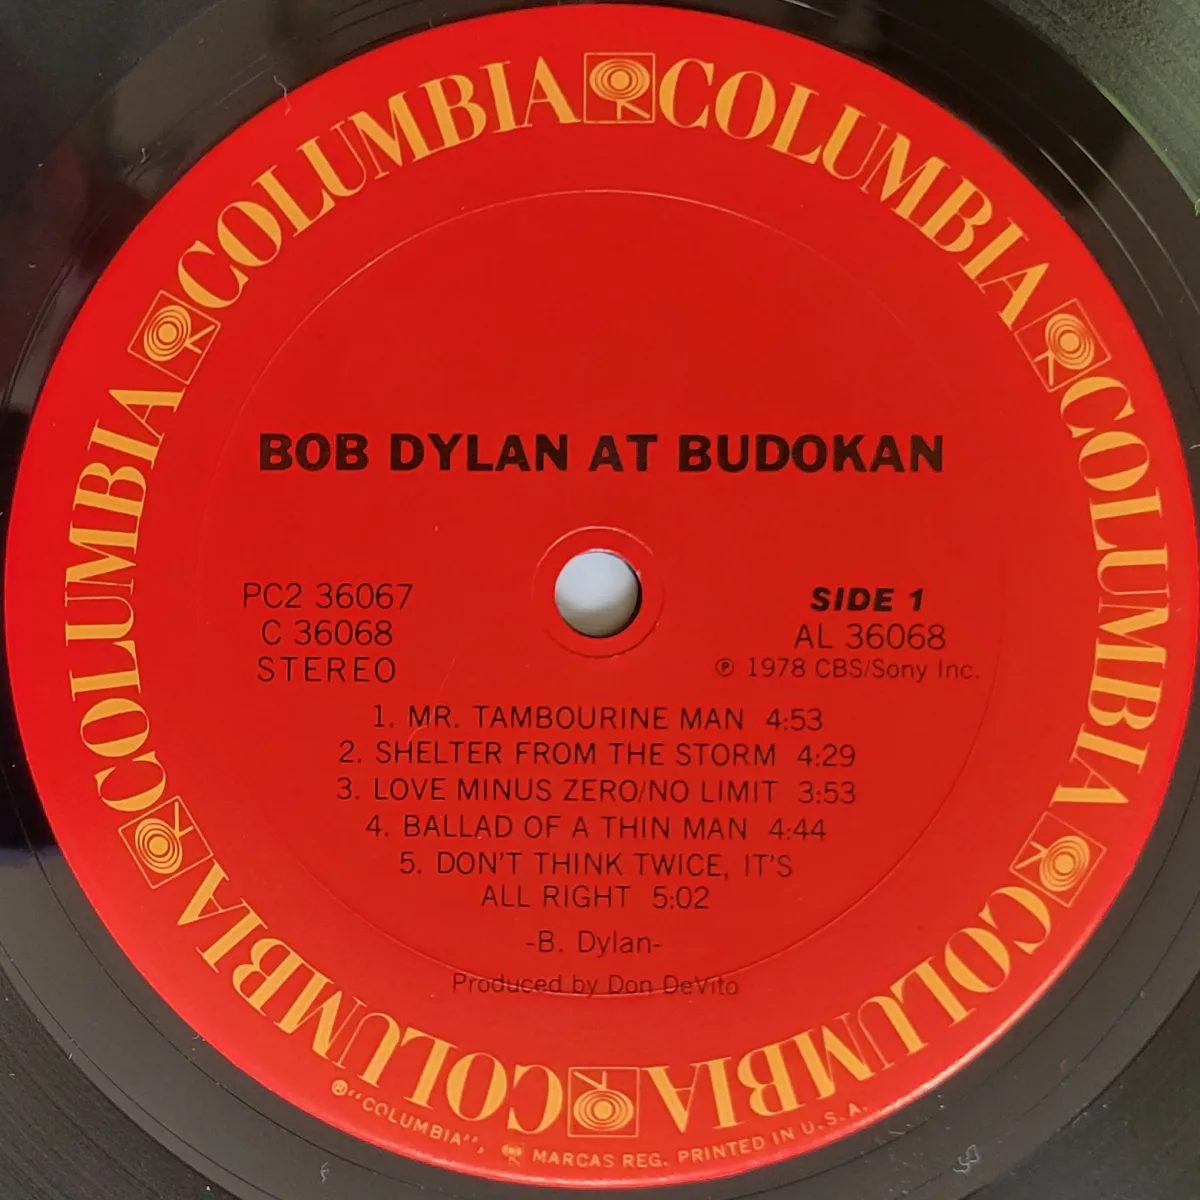 COLUMBIA COLUMBIA COLUMBIA COLUMBIA COLUMBIA COLUMBIA COLUMBIA COLUMBIA
BOB DYLAN AT BUDOKAN
PC2 36067
C 36068
STEREO
SIDE 1
AL 36068
℗ 1978 CBS/Sony Inc.
1. MR. TAMBOURINE MAN 4:53
2. SHELTER FROM THE STORM 4:29
3. LOVE MINUS ZERO/NO LIMIT 3:53
4. BALLAD OF A THIN MAN 4:44
5. DON'T THINK TWICE, IT'S
ALL RIGHT 5:02
-B. Dylan-
Produced by Don DeVito
®"COLUMBIA", MARCAS REG. PRINTED IN U.S.A.